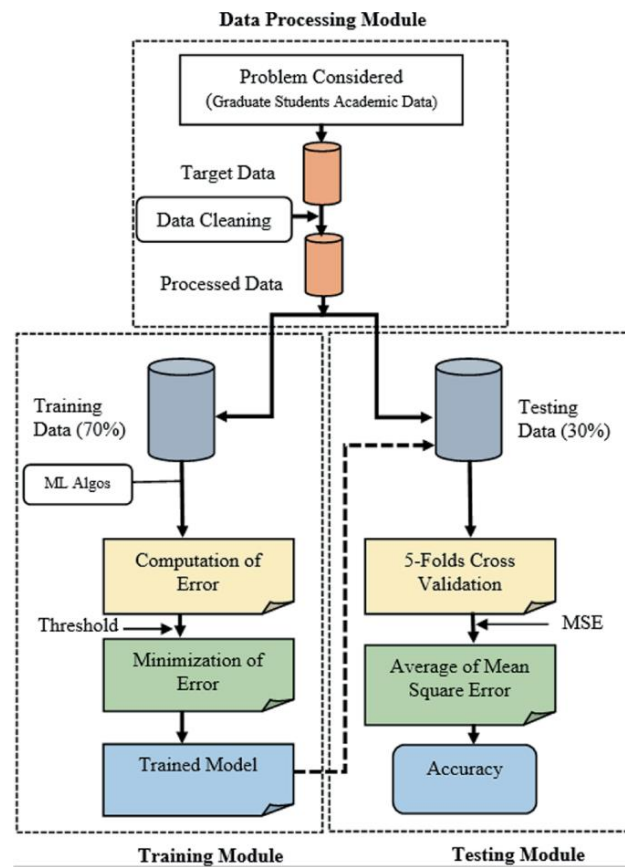 Data Processing Module
Problem Considered
(Graduate Students Academic Data)
Target Data
Data Cleaning
Processed Data
Training
Data (70%)
ML Algos
Computation of
Error
Threshold
Minimization of
Error
Trained Model
Training Module
Testing
Data (30%)
5-Folds Cross
Validation
MSE
Average of Mean
Square Error
Accuracy
Testing Module